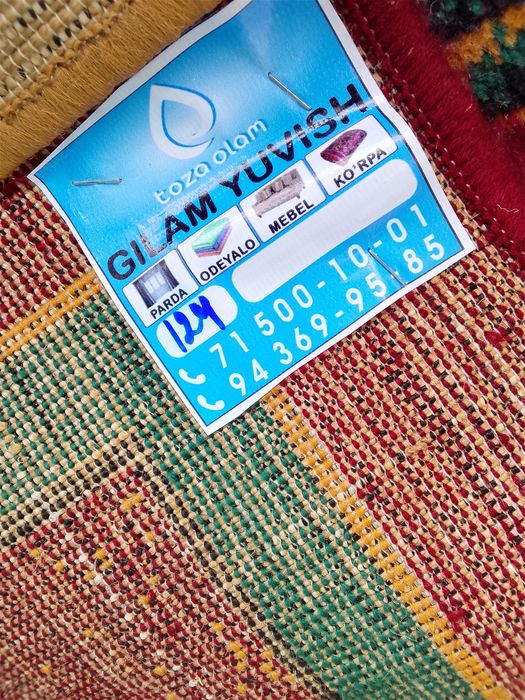 toza olam
GILAM YUVISH
PARDA ODEYALO MEBEL KO'RPA
124
71 500-10-01
94 369-95-85